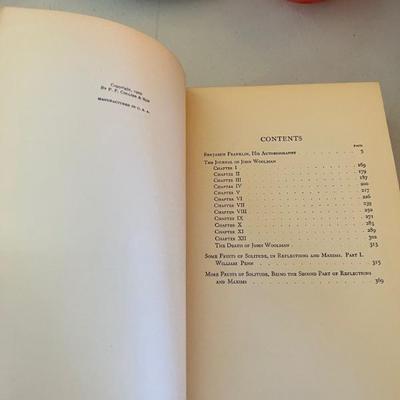 Copyright, 1909
By P. F. Collier & Son
MANUFACTURED IN U. S. A.
CONTENTS
PAGE
Benjamin Franklin, His Autobiography . . . . 5
The Journal of John Woolman
Chapter I . . . . 169
Chapter II . . . . 179
Chapter III . . . . 187
Chapter IV . . . . 200
Chapter V . . . . 217
Chapter VI . . . . 226
Chapter VII . . . . 239
Chapter VIII . . . . 255
Chapter IX . . . . 271
Chapter X . . . . 283
Chapter XI . . . . 289
Chapter XII . . . . 302
The Death of John Woolman . . . . 313
Some Fruits of Solitude, in Reflections and Maxims. Part I.
William Penn . . . . 315
More Fruits of Solitude, Being the Second Part of Reflections
and Maxims . . . . 369